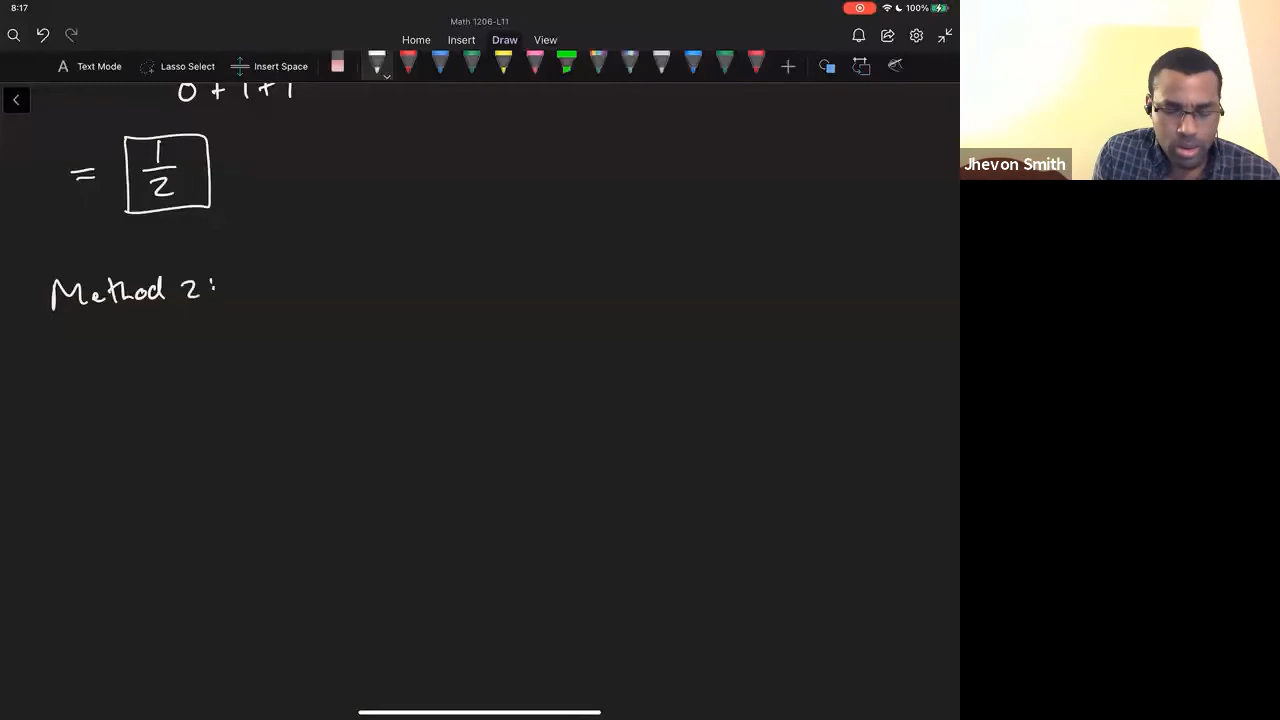 8:17
100%
Math 1206-L11
Home Insert Draw View
A Text Mode Lasso Select Insert Space
0 + 1 + 1
= 1/2
Method 2:
Jhevon Smith